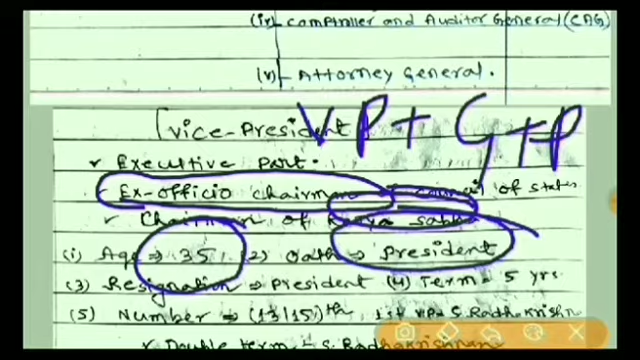 (iv) - Comptroller and Auditor General (CAG)
(v) - Attorney General.
VP + G + P
[Vice-President
✓ Executive Part.
✓ Ex-officio Chairman of council of states
✓ Chairman of Rajya Sabha
(i) Age → 35 (2) Oath → President
(3) Resignation → President (4) Term = 5 yrs.
(5) Number → (13/15)th 1st VP = S. Radhakrishn
✓ Double term - S. Radhakrishnan